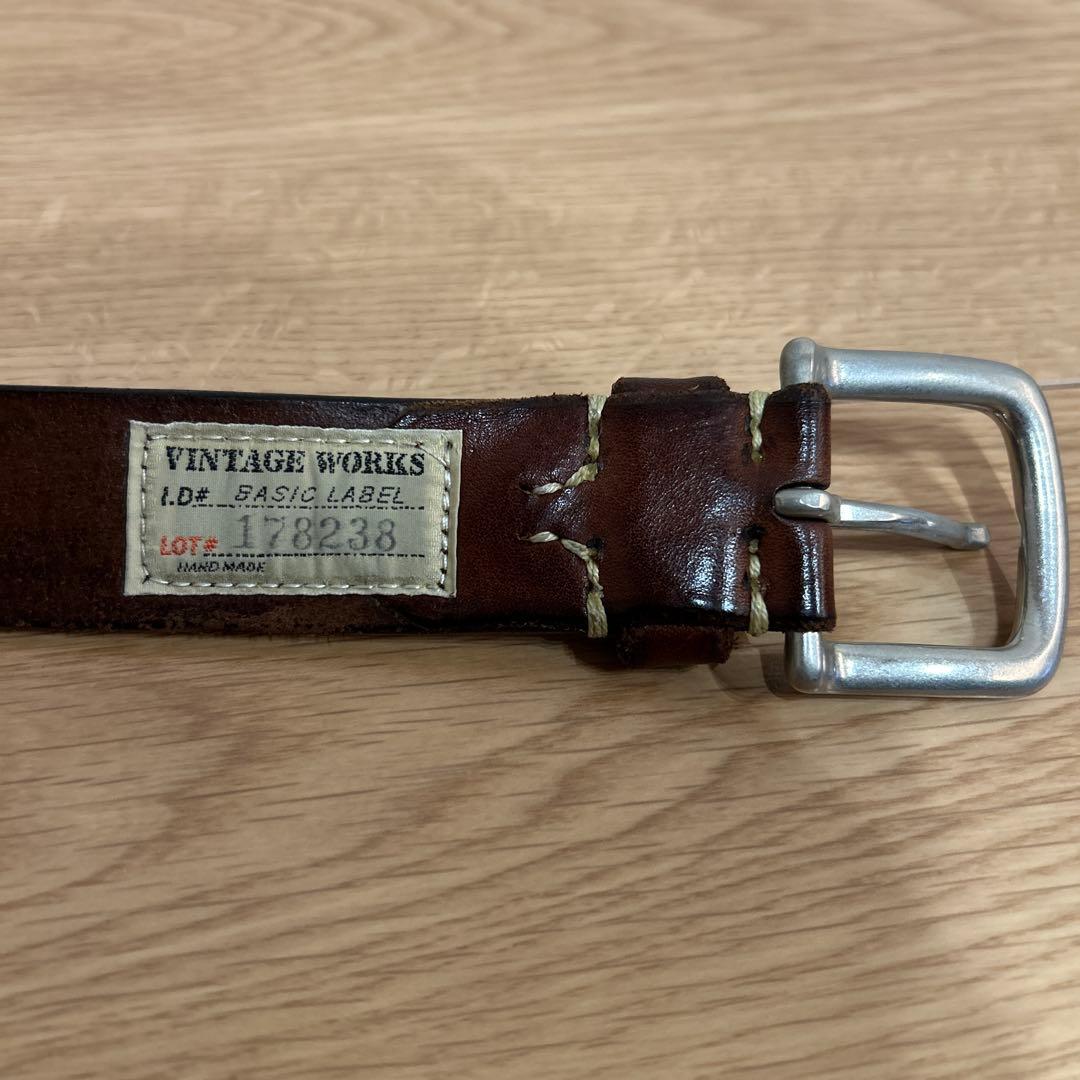 VINTAGE WORKS
I.D# BASIC LABEL
LOT# 178238
HAND MADE